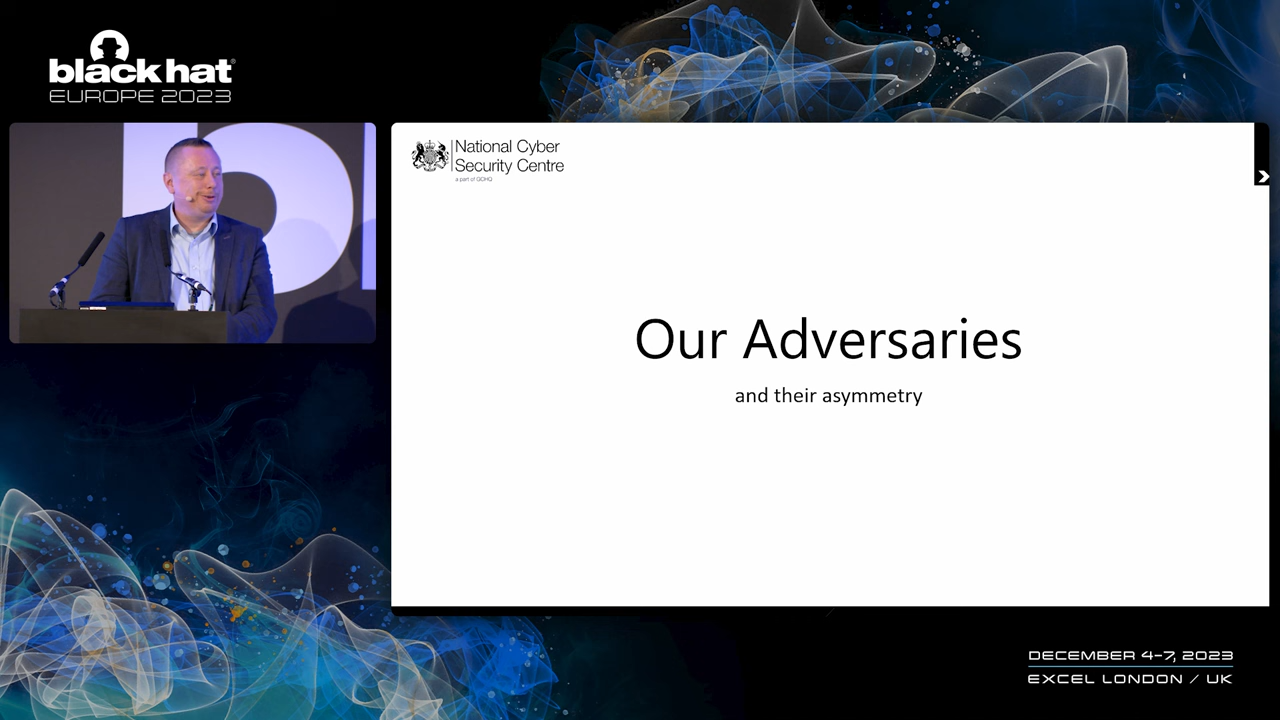 black hat
EUROPE 2023
National Cyber
Security Centre
a part of GCHQ
Our Adversaries
and their asymmetry
DECEMBER 4-7, 2023
EXCEL LONDON / UK